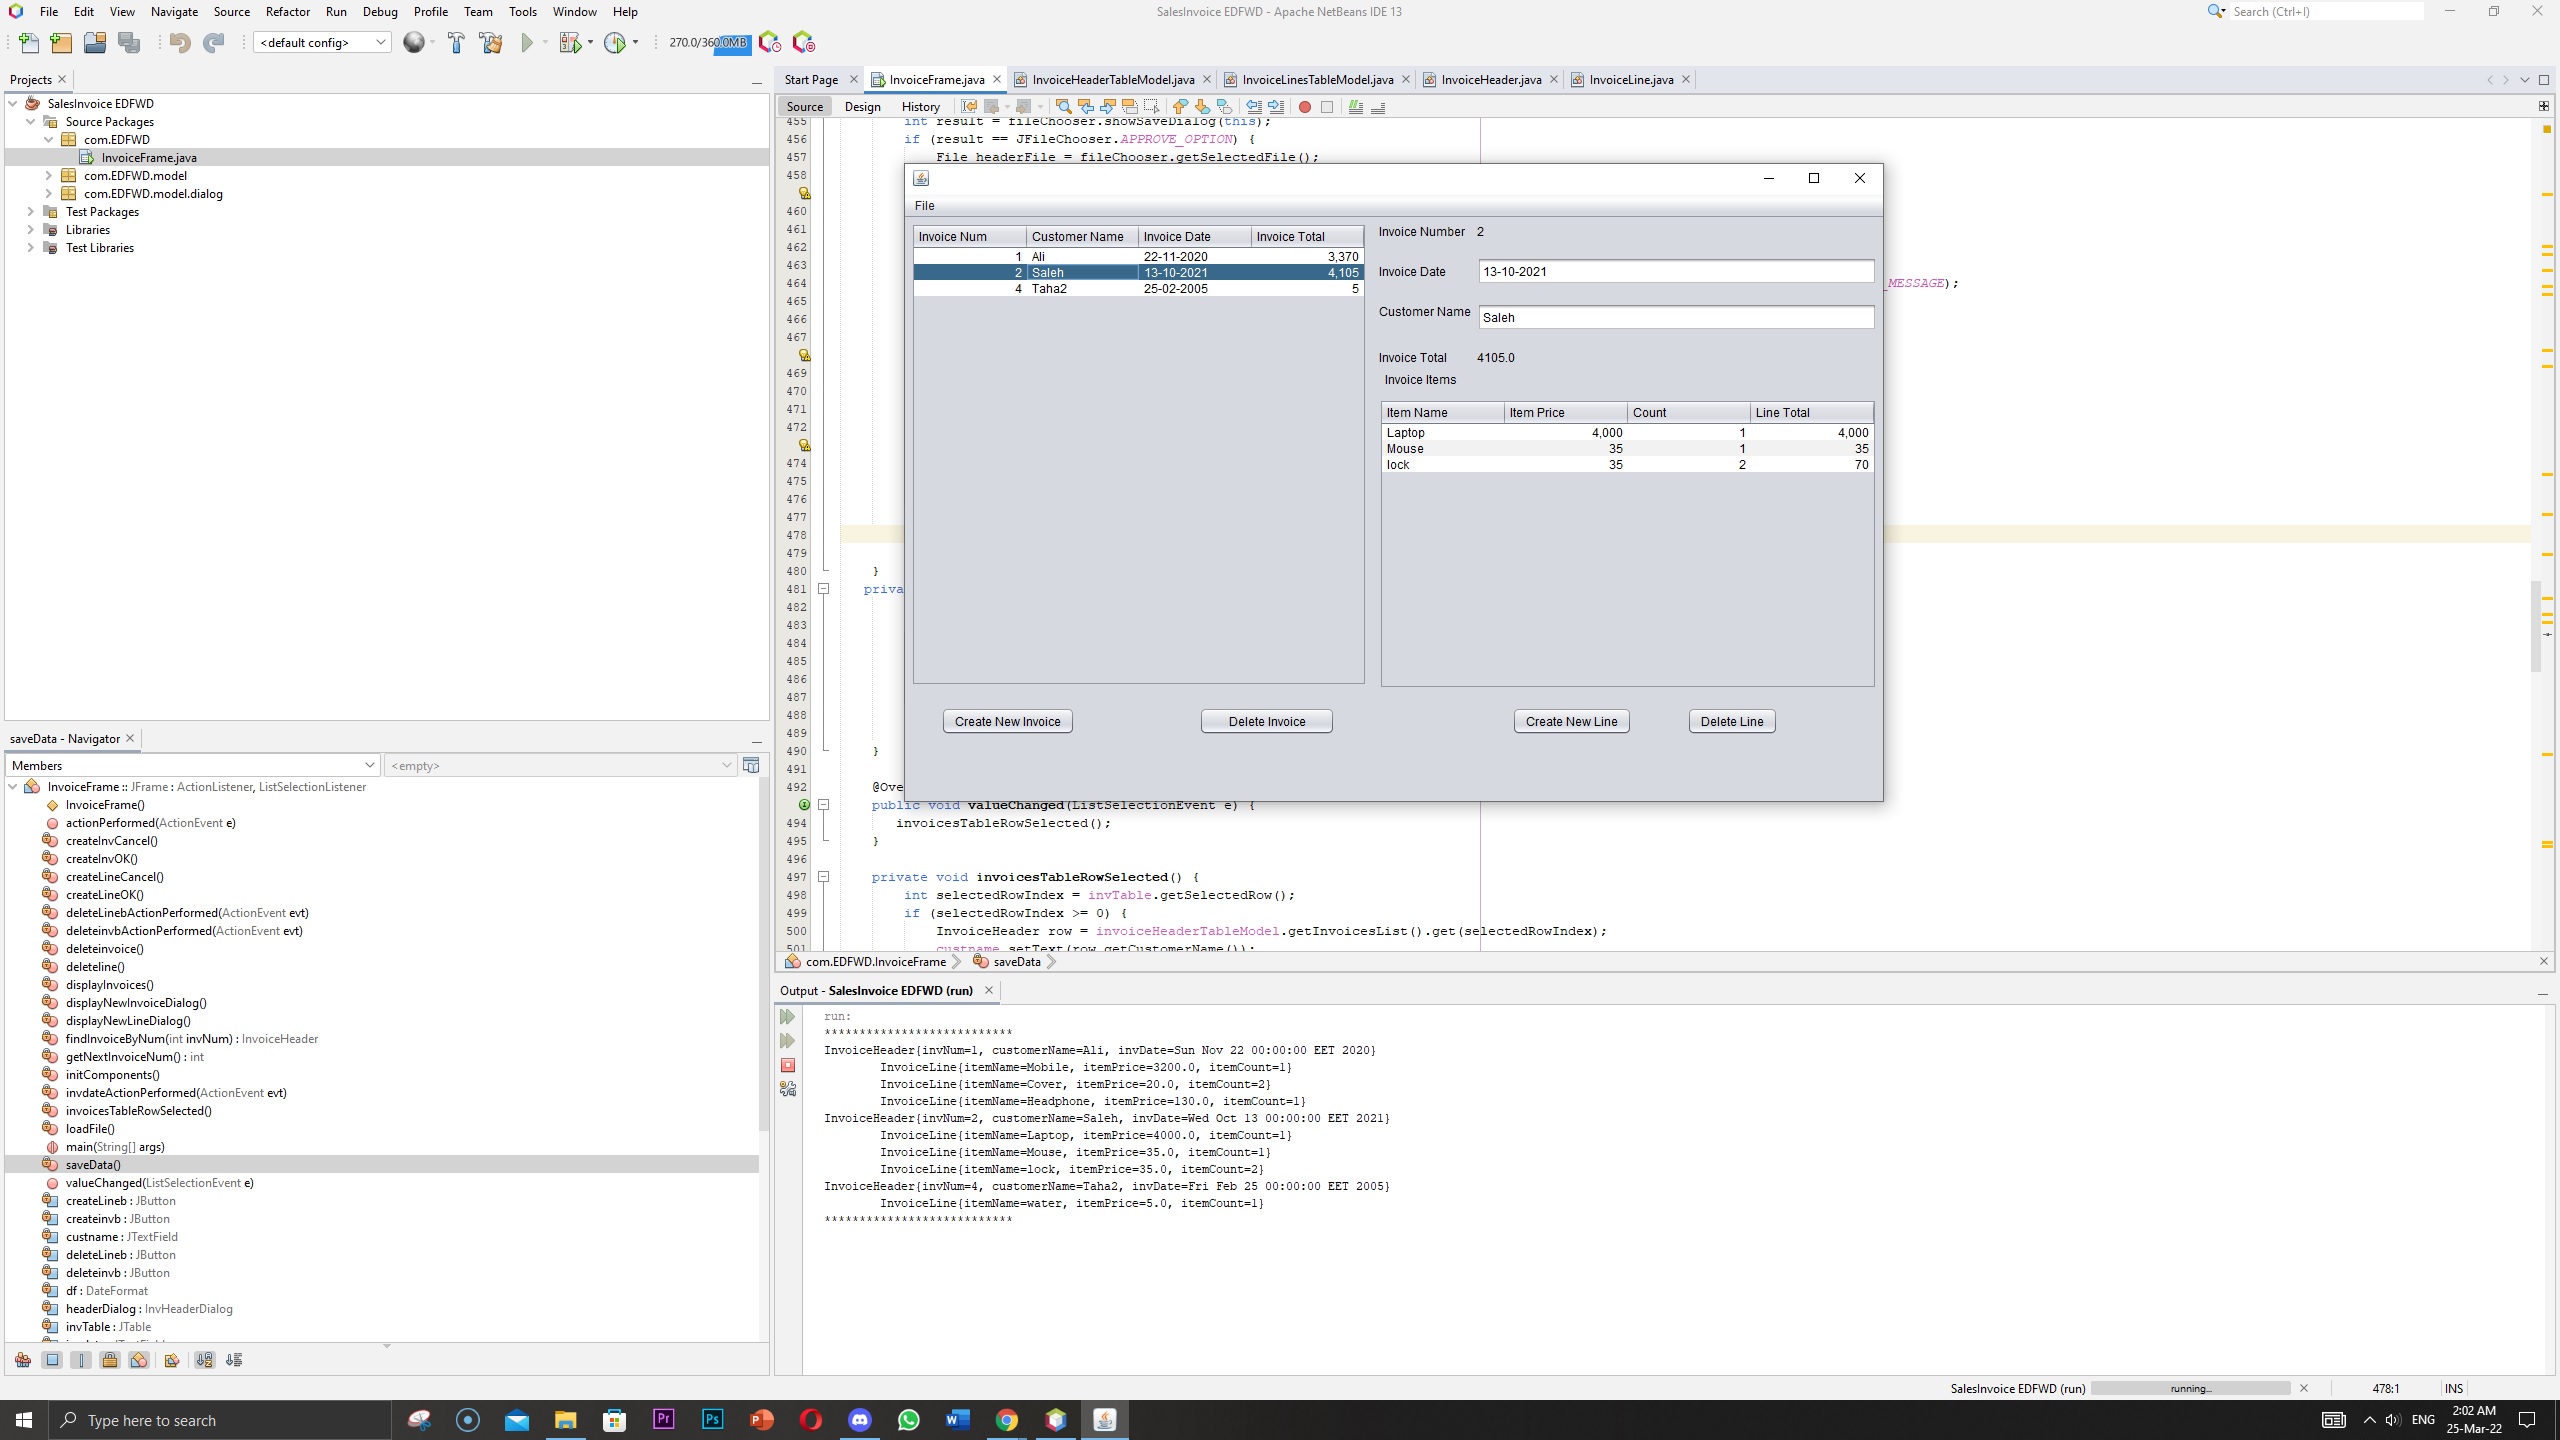 File Edit View Navigate Source Refactor Run Debug Profile Team Tools Window Help
SalesInvoice EDFWD - Apache NetBeans IDE 13
Search (Ctrl+I)
<default config>
270.0/360.0MB
Projects
SalesInvoice EDFWD
Source Packages
com.EDFWD
InvoiceFrame.java
com.EDFWD.model
com.EDFWD.model.dialog
Test Packages
Libraries
Test Libraries
Start Page InvoiceFrame.java InvoiceHeaderTableModel.java InvoiceLinesTableModel.java InvoiceHeader.java InvoiceLine.java
Source Design History
455 int result = fileChooser.showSaveDialog(this);
456 if (result == JFileChooser.APPROVE_OPTION) {
457 File headerFile = fileChooser.getSelectedFile();
458
460
461
462
463
464 _MESSAGE);
465
466
467
469
470
471
472
474
475
476
477
478
479
480 }
481 priva
482
483
484
485
486
487
488
489
490 }
491
492 @Ove
public void valueChanged(ListSelectionEvent e) {
494 invoicesTableRowSelected();
495 }
496
497 private void invoicesTableRowSelected() {
498 int selectedRowIndex = invTable.getSelectedRow();
499 if (selectedRowIndex >= 0) {
500 InvoiceHeader row = invoiceHeaderTableModel.getInvoicesList().get(selectedRowIndex);
501 custname.setText(row.getCustomerName());
com.EDFWD.InvoiceFrame saveData
File
Invoice Num Customer Name Invoice Date Invoice Total
1 Ali 22-11-2020 3,370
2 Saleh 13-10-2021 4,105
4 Taha2 25-02-2005 5
Invoice Number 2
Invoice Date 13-10-2021
Customer Name Saleh
Invoice Total 4105.0
Invoice Items
Item Name Item Price Count Line Total
Laptop 4,000 1 4,000
Mouse 35 1 35
lock 35 2 70
Create New Invoice Delete Invoice Create New Line Delete Line
saveData - Navigator
Members <empty>
InvoiceFrame :: JFrame : ActionListener, ListSelectionListener
InvoiceFrame()
actionPerformed(ActionEvent e)
createInvCancel()
createInvOK()
createLineCancel()
createLineOK()
deleteLinebActionPerformed(ActionEvent evt)
deleteinvbActionPerformed(ActionEvent evt)
deleteinvoice()
deleteline()
displayInvoices()
displayNewInvoiceDialog()
displayNewLineDialog()
findInvoiceByNum(int invNum) : InvoiceHeader
getNextInvoiceNum() : int
initComponents()
invdateActionPerformed(ActionEvent evt)
invoicesTableRowSelected()
loadFile()
main(String[] args)
saveData()
valueChanged(ListSelectionEvent e)
createLineb : JButton
createinvb : JButton
custname : JTextField
deleteLineb : JButton
deleteinvb : JButton
df : DateFormat
headerDialog : InvHeaderDialog
invTable : JTable
Output - SalesInvoice EDFWD (run)
run:
***************************
InvoiceHeader{invNum=1, customerName=Ali, invDate=Sun Nov 22 00:00:00 EET 2020}
InvoiceLine{itemName=Mobile, itemPrice=3200.0, itemCount=1}
InvoiceLine{itemName=Cover, itemPrice=20.0, itemCount=2}
InvoiceLine{itemName=Headphone, itemPrice=130.0, itemCount=1}
InvoiceHeader{invNum=2, customerName=Saleh, invDate=Wed Oct 13 00:00:00 EET 2021}
InvoiceLine{itemName=Laptop, itemPrice=4000.0, itemCount=1}
InvoiceLine{itemName=Mouse, itemPrice=35.0, itemCount=1}
InvoiceLine{itemName=lock, itemPrice=35.0, itemCount=2}
InvoiceHeader{invNum=4, customerName=Taha2, invDate=Fri Feb 25 00:00:00 EET 2005}
InvoiceLine{itemName=water, itemPrice=5.0, itemCount=1}
***************************
SalesInvoice EDFWD (run) running... 478:1 INS
Type here to search
Pr
Ps
ENG
2:02 AM
25-Mar-22